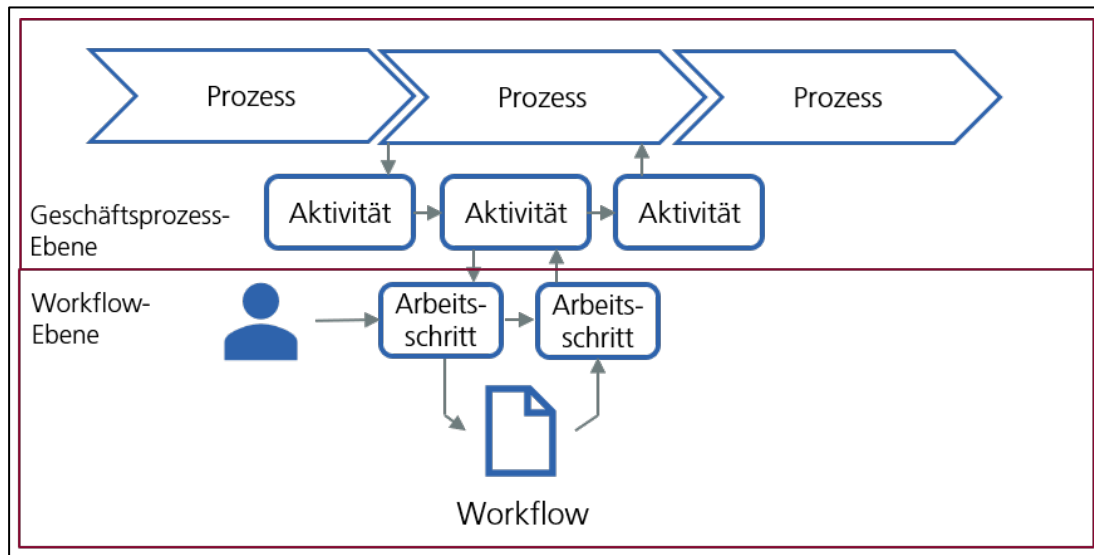 Prozess
Prozess
Prozess
Aktivität
Aktivität
Aktivität
Geschäftsprozess-
Ebene
Workflow-
Ebene
Arbeits-
schritt
Arbeits-
schritt
Workflow